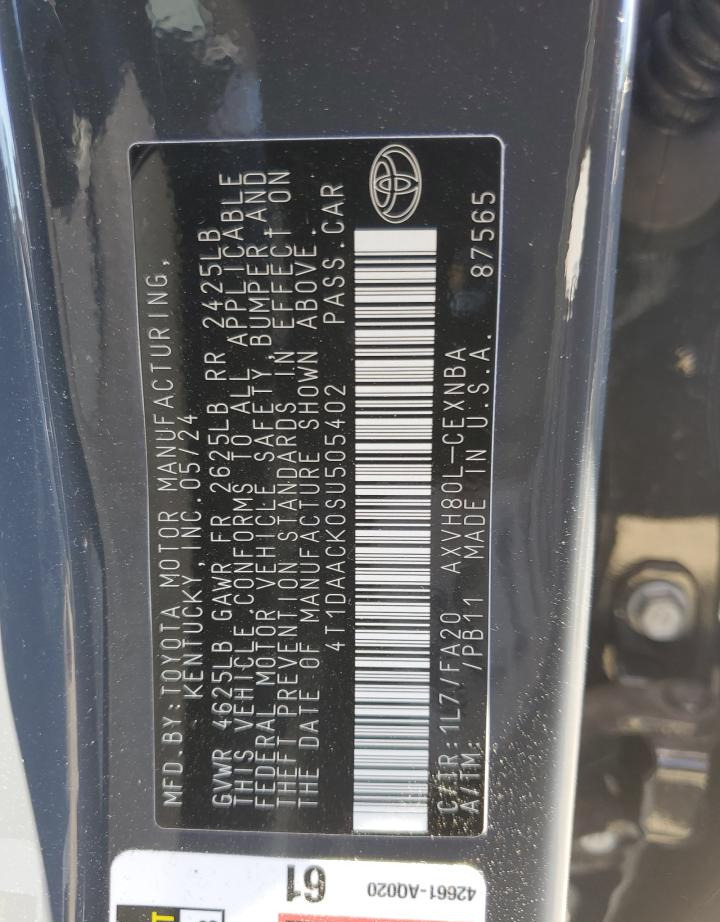 MFD.BY:TOYOTA MOTOR MANUFACTURING,
KENTUCKY, INC. 05/24
GVWR 4625LB GAWR FR 2625LB RR 2425LB
THIS VEHICLE CONFORMS TO ALL APPLICABLE
FEDERAL MOTOR VEHICLE SAFETY, BUMPER, AND
THEFT PREVENTION STANDARDS IN EFFECT ON
THE DATE OF MANUFACTURE SHOWN ABOVE.
4T1DAACK0SU505402 PASS.CAR
C/TR:1L7//FA20 AXVH80L-CEXNBA
A/TM: /PB11 MADE IN U.S.A. 87565
61
42661-AQ020